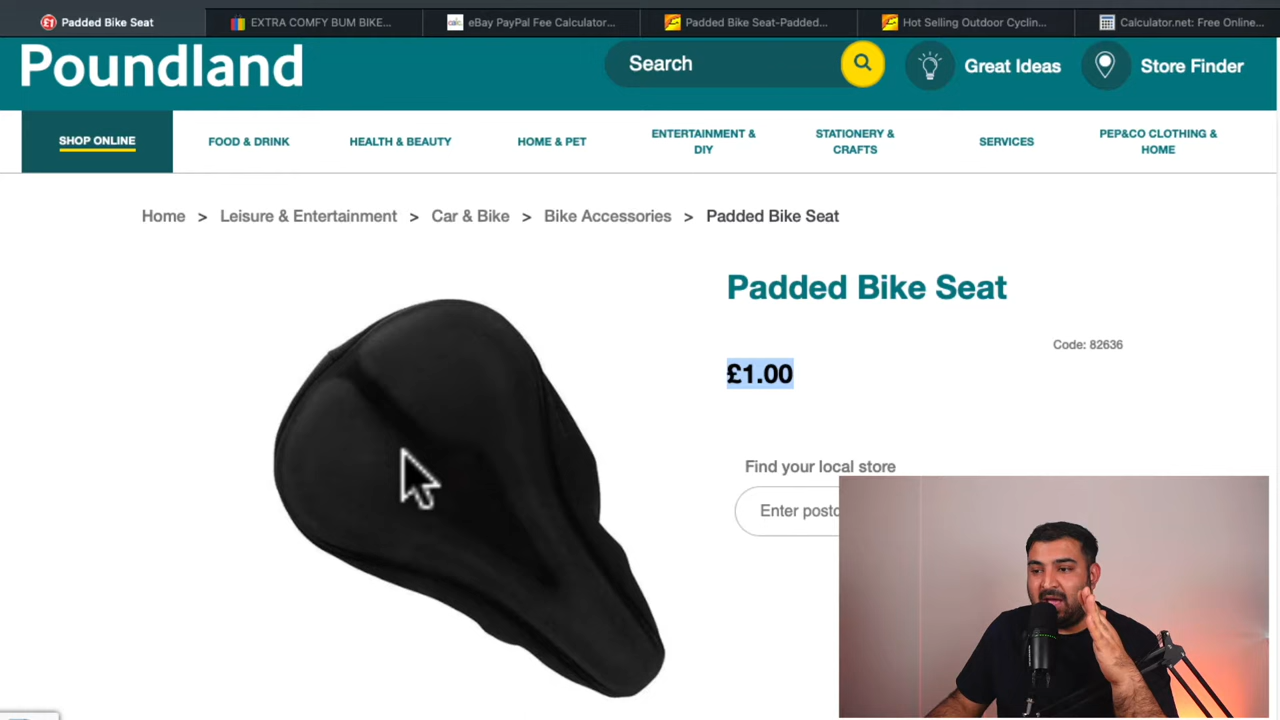 £1
Padded Bike Seat
EXTRA COMFY BUM BIKE...
eBay PayPal Fee Calculator...
Padded Bike Seat-Padded...
Hot Selling Outdoor Cyclin...
Calculator.net: Free Online...
Poundland
Search
Great Ideas
Store Finder
SHOP ONLINE
FOOD & DRINK
HEALTH & BEAUTY
HOME & PET
ENTERTAINMENT &
DIY
STATIONERY &
CRAFTS
SERVICES
PEP&CO CLOTHING &
HOME
Home > Leisure & Entertainment > Car & Bike > Bike Accessories > Padded Bike Seat
Padded Bike Seat
Code: 82636
£1.00
Find your local store
Enter postc